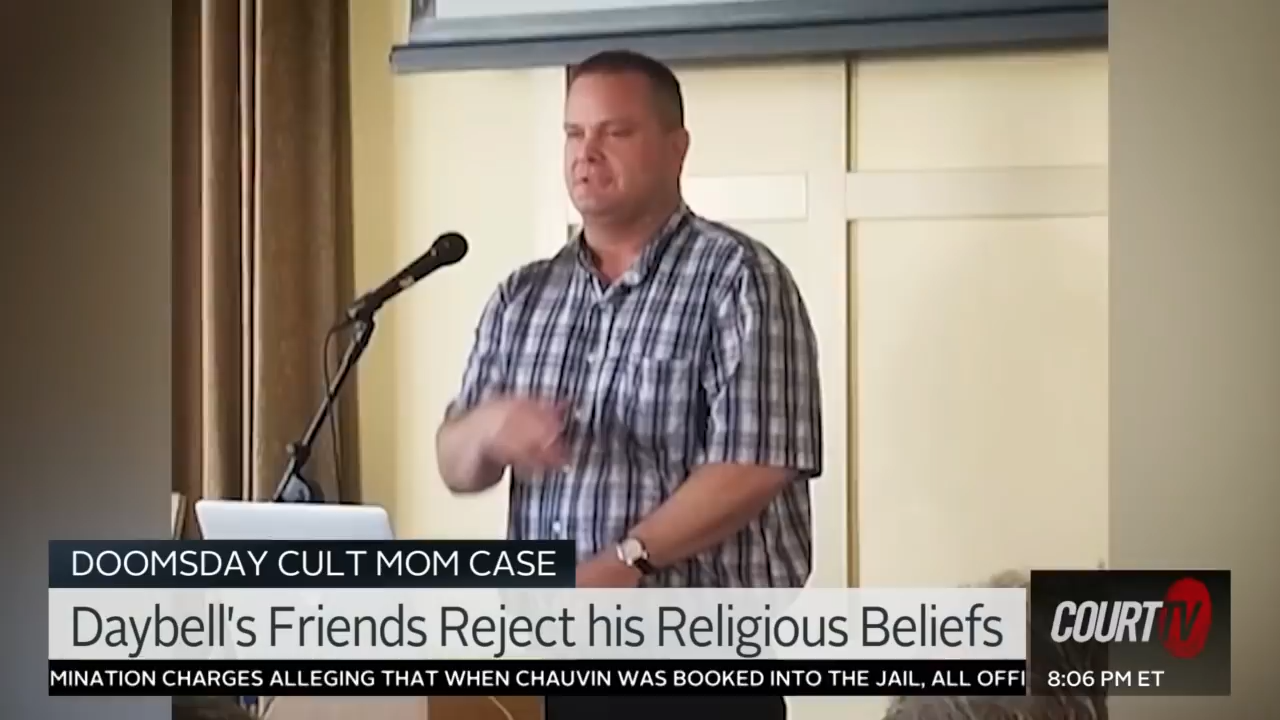 DOOMSDAY CULT MOM CASE
Daybell's Friends Reject his Religious Beliefs
COURT TV
MINATION CHARGES ALLEGING THAT WHEN CHAUVIN WAS BOOKED INTO THE JAIL, ALL OFFI
8:06 PM ET